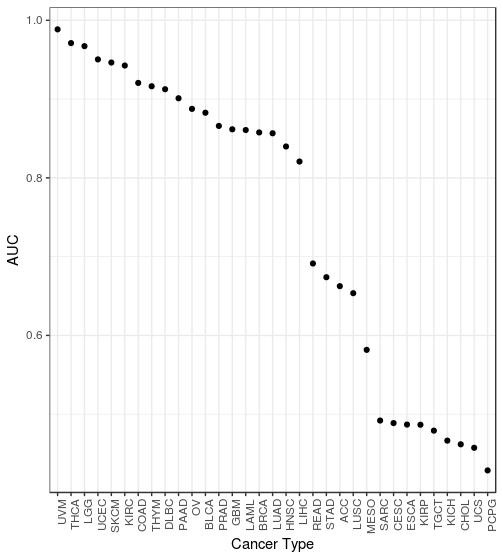 1.0
0.8
0.6
AUC
UVM
THCA
LGG
UCEC
SKCM
KIRC
COAD
THYM
DLBC
PAAD
OV
BLCA
PRAD
GBM
LAML
BRCA
LUAD
HNSC
LIHC
READ
STAD
ACC
LUSC
MESO
SARC
CESC
ESCA
KIRP
TGCT
KICH
CHOL
UCS
PCPG
Cancer Type